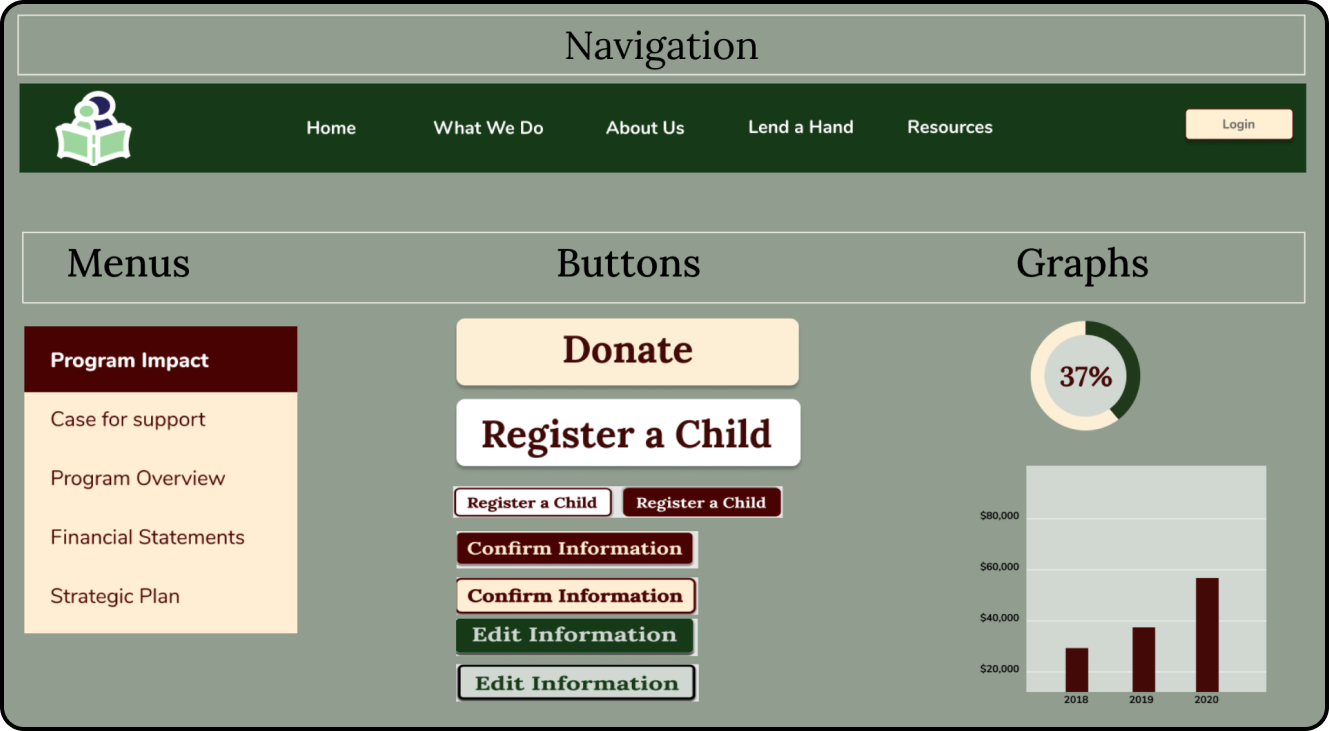 Navigation
Home What We Do About Us Lend a Hand Resources Login
Menus Buttons Graphs
Program Impact
Case for support
Program Overview
Financial Statements
Strategic Plan
Donate
Register a Child
Register a Child Register a Child
Confirm Information
Confirm Information
Edit Information
Edit Information
37%
$80,000
$60,000
$40,000
$20,000
2018 2019 2020